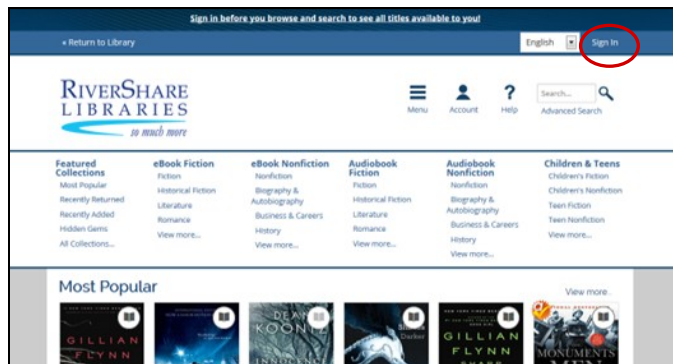 Sign in before you browse and search to see all titles available to you!
« Return to Library
English
Sign In
RIVERSHARE
LIBRARIES
so much more
Menu
Account
Help
Search...
Advanced Search
Featured
Collections
Most Popular
Recently Returned
Recently Added
Hidden Gems
All Collections...
eBook Fiction
Fiction
Historical Fiction
Literature
Romance
View more...
eBook Nonfiction
Nonfiction
Biography &
Autobiography
Business & Careers
History
View more...
Audiobook
Fiction
Fiction
Historical Fiction
Literature
Romance
View more...
Audiobook
Nonfiction
Nonfiction
Biography &
Autobiography
Business & Careers
History
View more...
Children & Teens
Children's Fiction
Children's Nonfiction
Teen Fiction
Teen Nonfiction
View more...
Most Popular
View more...
GILLIAN
FLYNN
DEAN
KOONTZ
Darker
GILLIAN
FLYNN
SHARP
MONUMENTS
MEN